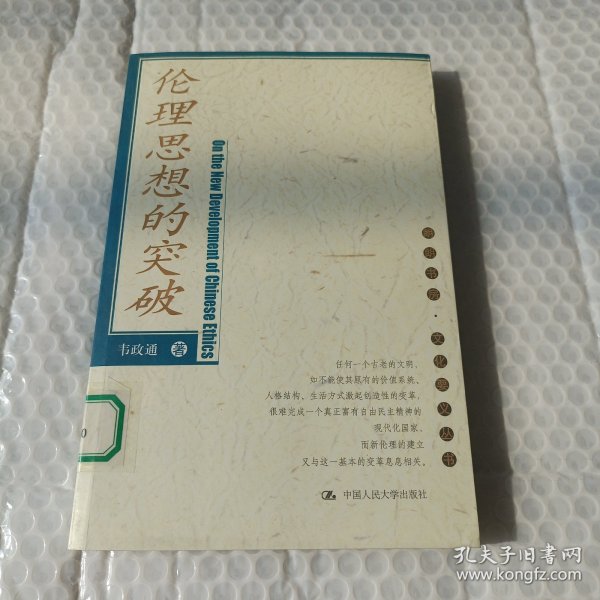 伦理思想的突破
On the New Development of Chinese Ethics
韦政通 著
文化要义丛书
任何一个古老的文明,
如不能使其原有的价值系统、
人格结构、生活方式激起创造性的变革,
很难完成一个真正富有自由民主精神的
现代化国家,
而新伦理的建立
又与这一基本的变革息息相关。
中国人民大学出版社
0
孔夫子旧书网
www.kongfz.com